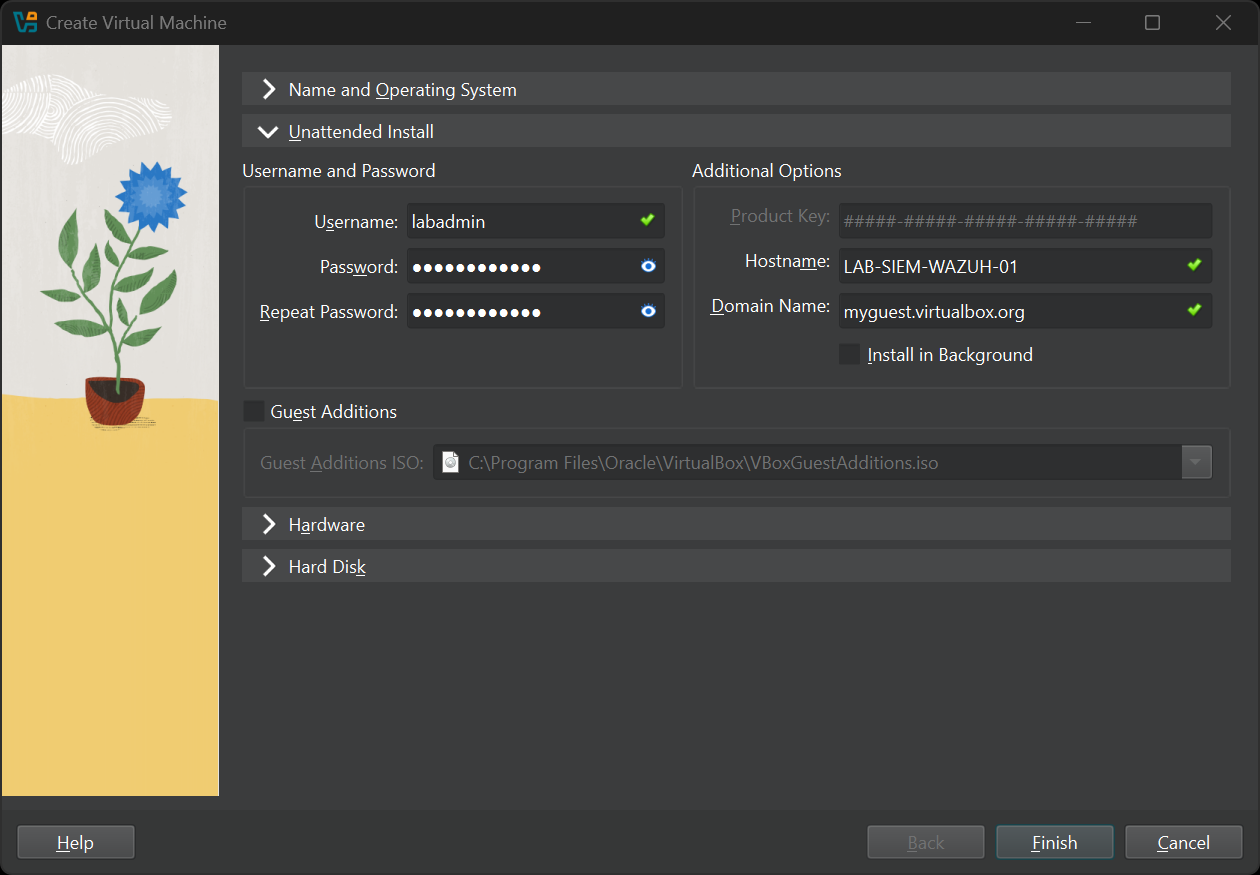 Create Virtual Machine
Name and Operating System
Unattended Install
Username and Password
Username: labadmin
Password: ●●●●●●●●●●●●
Repeat Password: ●●●●●●●●●●●●
Additional Options
Product Key: #####-#####-#####-#####-#####
Hostname: LAB-SIEM-WAZUH-01
Domain Name: myguest.virtualbox.org
Install in Background
Guest Additions
Guest Additions ISO: C:\Program Files\Oracle\VirtualBox\VBoxGuestAdditions.iso
Hardware
Hard Disk
Help
Back
Finish
Cancel